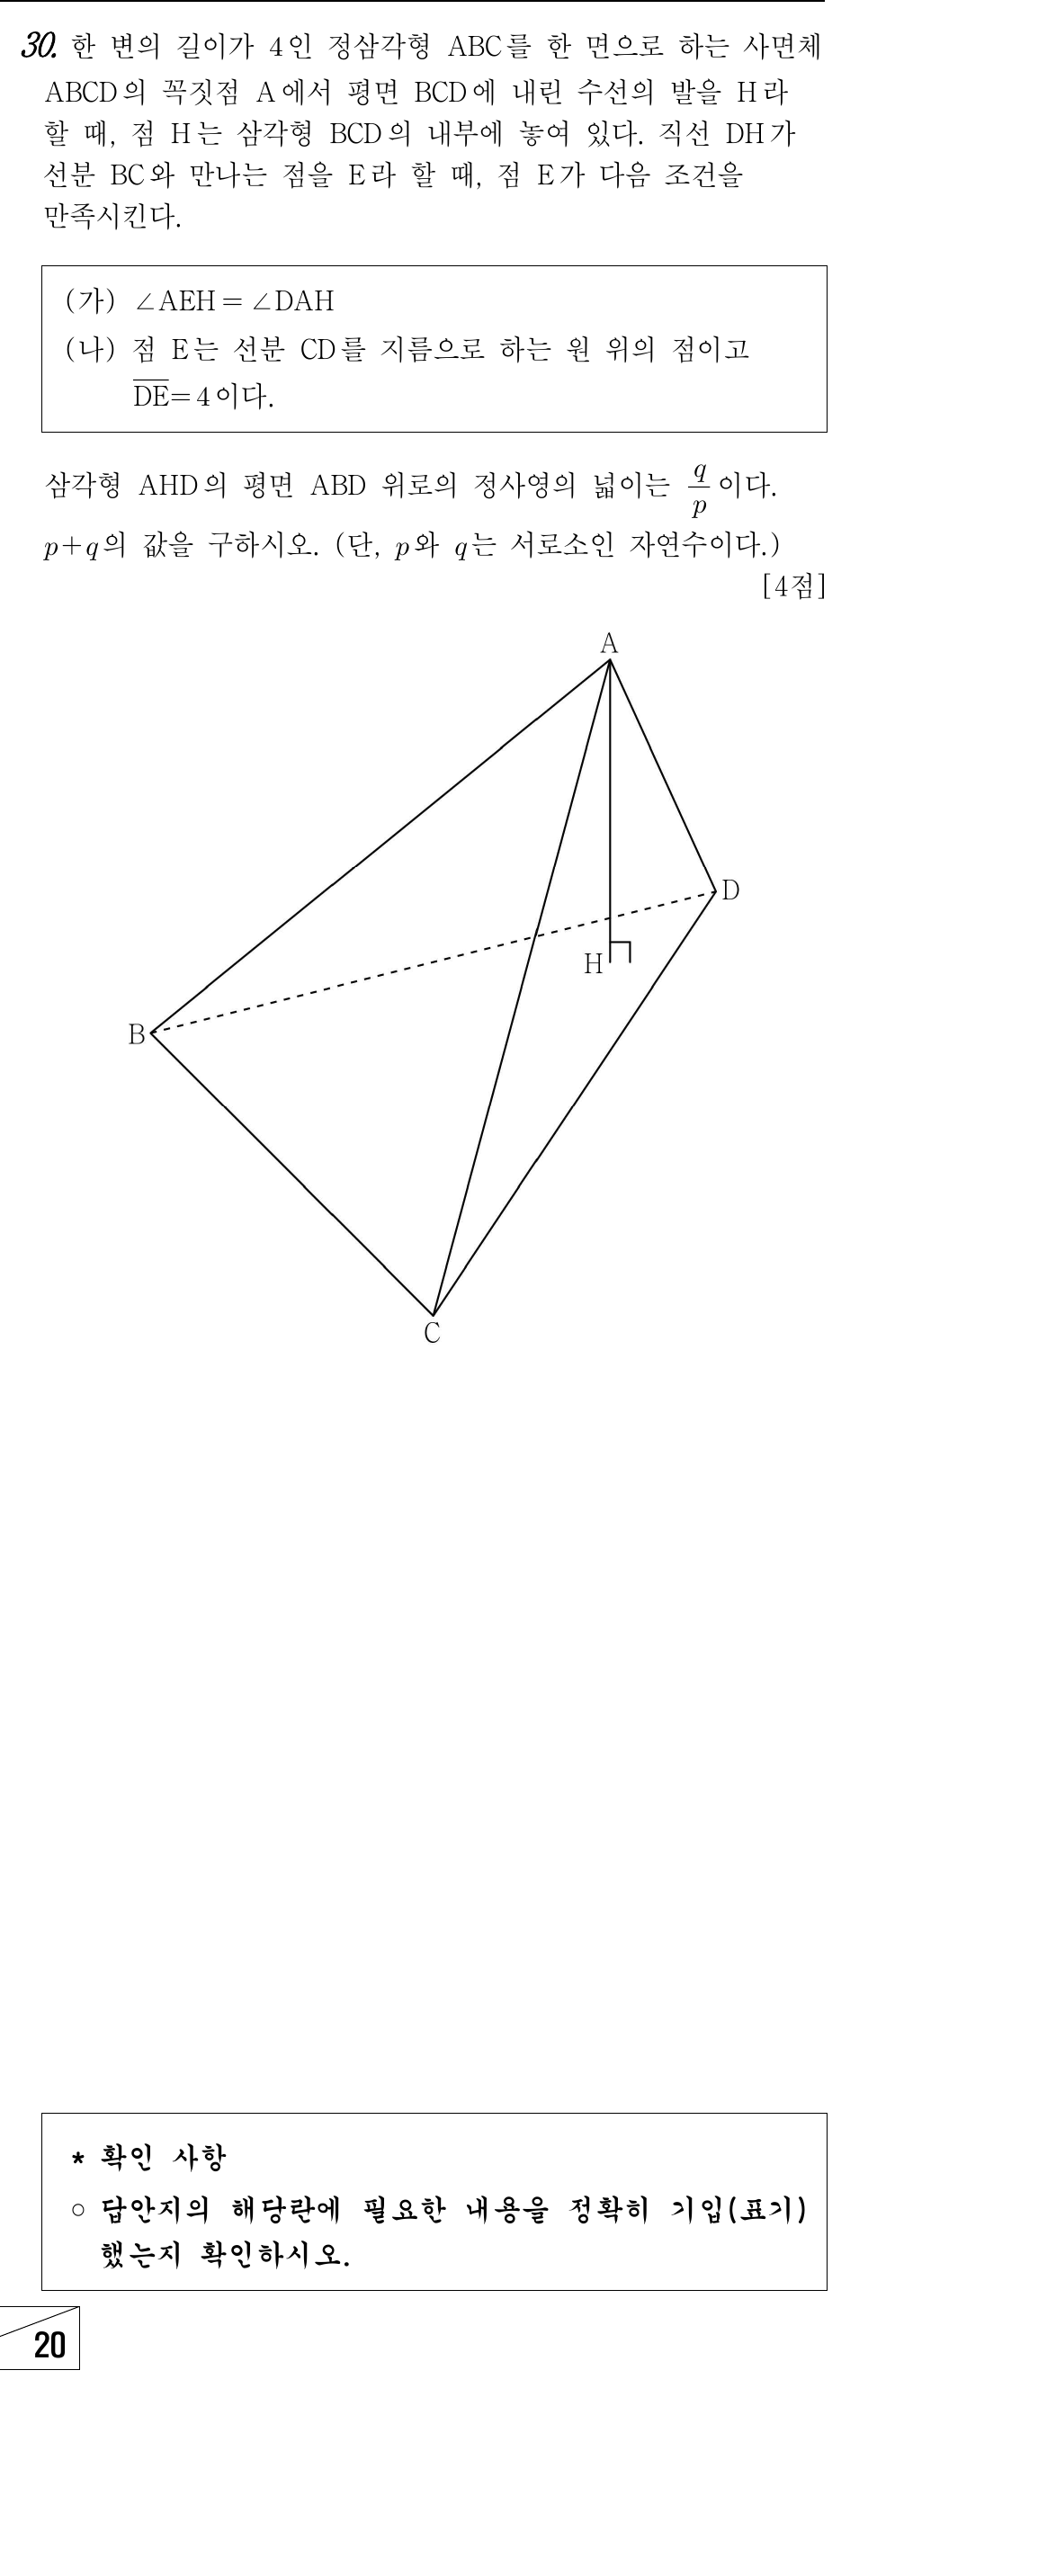 30. 한 변의 길이가 4인 정삼각형 ABC를 한 면으로 하는 사면체
ABCD의 꼭짓점 A에서 평면 BCD에 내린 수선의 발을 H라
할 때, 점 H는 삼각형 BCD의 내부에 놓여 있다. 직선 DH가
선분 BC와 만나는 점을 E라 할 때, 점 E가 다음 조건을
만족시킨다.
(가) ∠AEH = ∠DAH
(나) 점 E는 선분 CD를 지름으로 하는 원 위의 점이고
D̅E̅=4이다.
삼각형 AHD의 평면 ABD 위로의 정사영의 넓이는 q/p이다.
p+q의 값을 구하시오. (단, p와 q는 서로소인 자연수이다.)
[4점]
A
D
H
B
C
* 확인 사항
○ 답안지의 해당란에 필요한 내용을 정확히 기입(표기)
했는지 확인하시오.
20